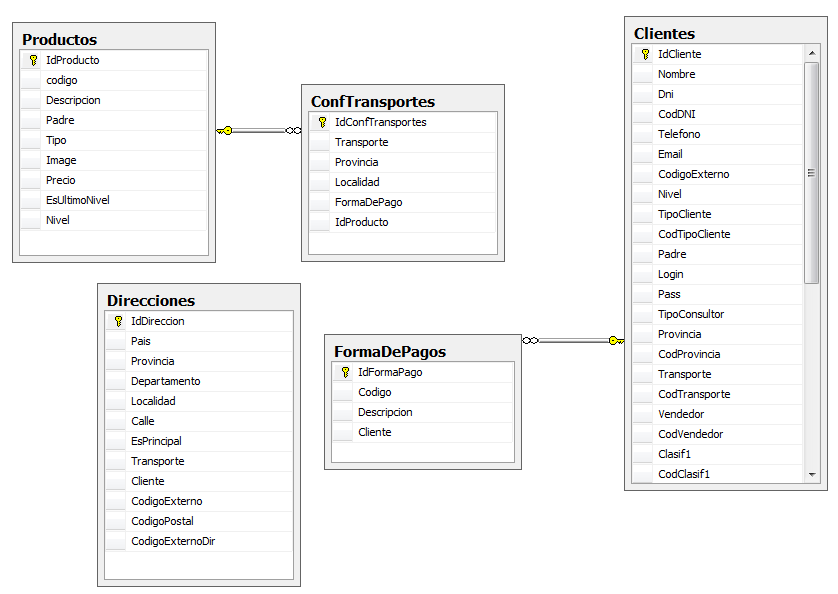 Productos
IdProducto
codigo
Descripcion
Padre
Tipo
Image
Precio
EsUltimoNivel
Nivel
ConfTransportes
IdConfTransportes
Transporte
Provincia
Localidad
FormaDePago
IdProducto
Clientes
IdCliente
Nombre
Dni
CodDNI
Telefono
Email
CodigoExterno
Nivel
TipoCliente
CodTipoCliente
Padre
Login
Pass
TipoConsultor
Provincia
CodProvincia
Transporte
CodTransporte
Vendedor
CodVendedor
Clasif1
CodClasif1
Direcciones
IdDireccion
Pais
Provincia
Departamento
Localidad
Calle
EsPrincipal
Transporte
Cliente
CodigoExterno
CodigoPostal
CodigoExternoDir
FormaDePagos
IdFormaPago
Codigo
Descripcion
Cliente